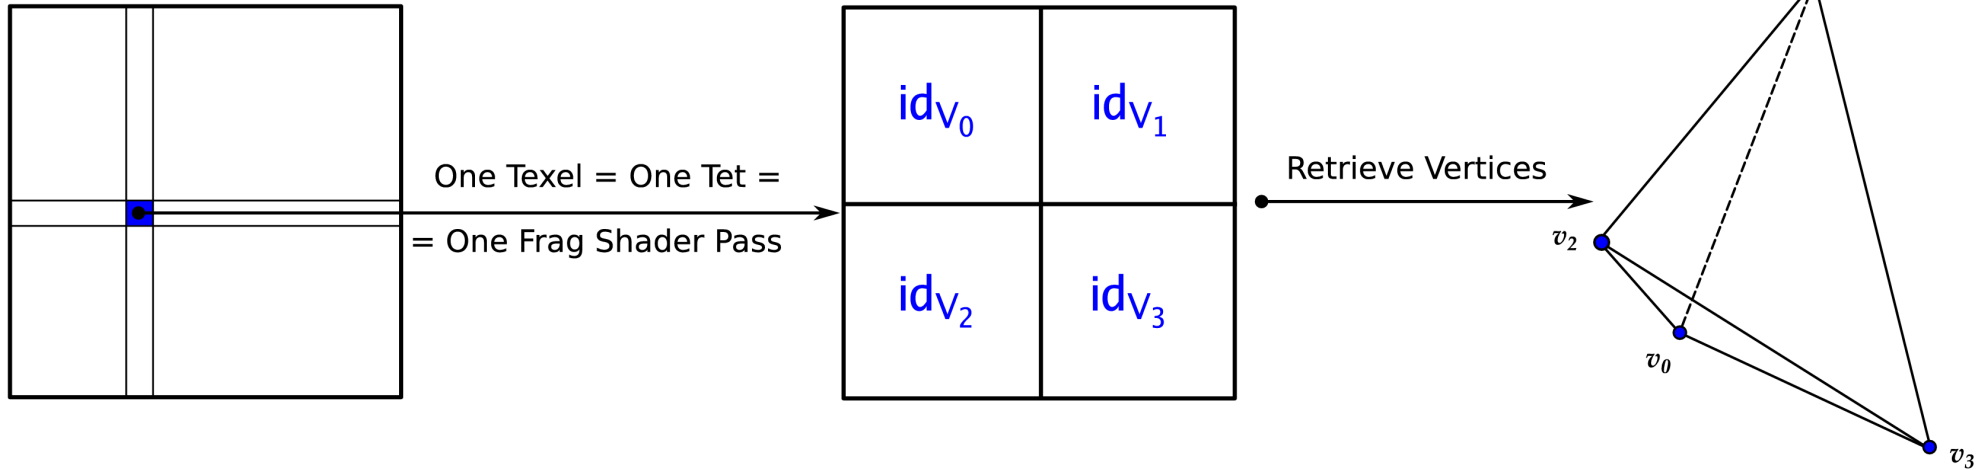 One Texel = One Tet =
= One Frag Shader Pass
idV0
idV1
idV2
idV3
Retrieve Vertices
v2
v0
v3